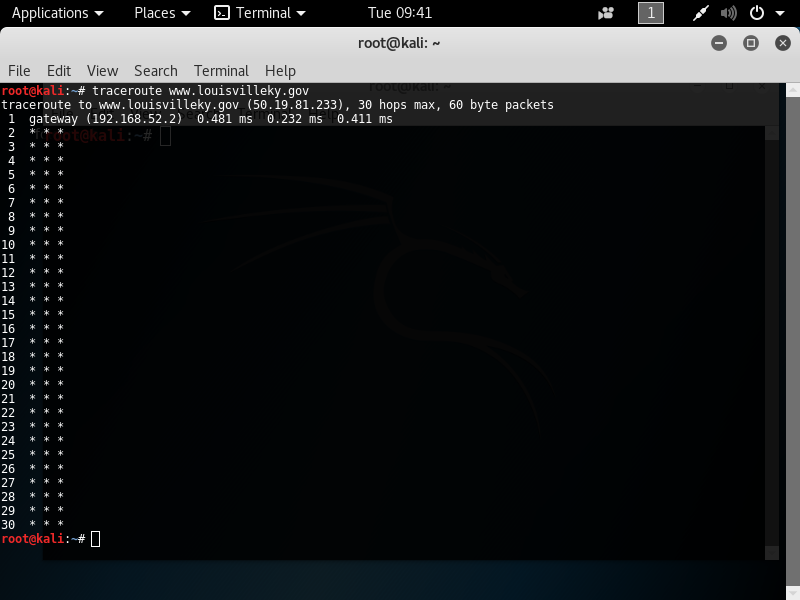 Applications Places Terminal Tue 09:41 1
root@kali: ~
File Edit View Search Terminal Help
root@kali:~# traceroute www.louisvilleky.gov
traceroute to www.louisvilleky.gov (50.19.81.233), 30 hops max, 60 byte packets
1 gateway (192.168.52.2) 0.481 ms 0.232 ms 0.411 ms
2 * * *
3 * * *
4 * * *
5 * * *
6 * * *
7 * * *
8 * * *
9 * * *
10 * * *
11 * * *
12 * * *
13 * * *
14 * * *
15 * * *
16 * * *
17 * * *
18 * * *
19 * * *
20 * * *
21 * * *
22 * * *
23 * * *
24 * * *
25 * * *
26 * * *
27 * * *
28 * * *
29 * * *
30 * * *
root@kali:~#
root@kali: ~
root@kali:~#